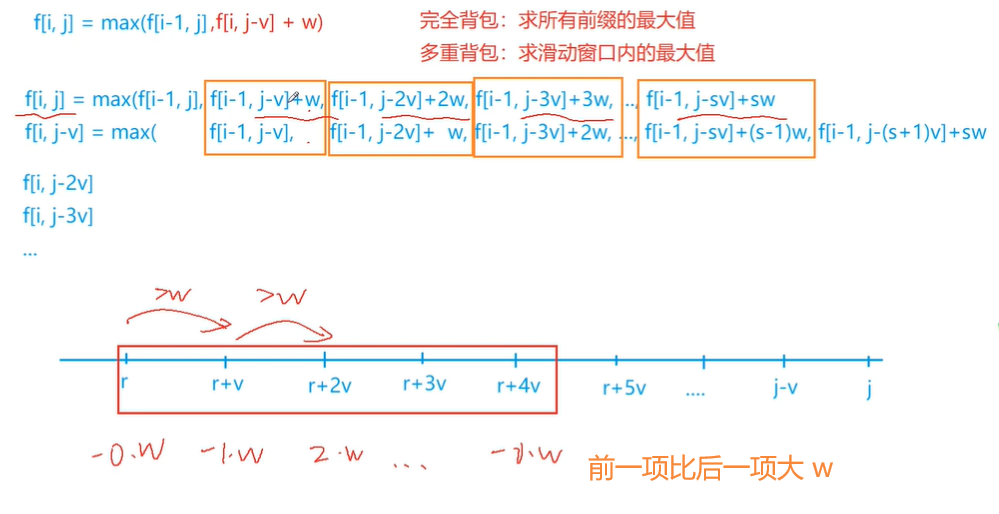 f[i, j] = max(f[i-1, j],f[i, j-v] + w)
完全背包：求所有前缀的最大值
多重背包：求滑动窗口内的最大值
f[i, j] = max(f[i-1, j], f[i-1, j-v]+w, f[i-1, j-2v]+2w, f[i-1, j-3v]+3w, ..., f[i-1, j-sv]+sw
f[i, j-v] = max( f[i-1, j-v], f[i-1, j-2v]+ w, f[i-1, j-3v]+2w, ..., f[i-1, j-sv]+(s-1)w, f[i-1, j-(s+1)v]+sw
f[i, j-2v]
f[i, j-3v]
...
>w >w
r r+v r+2v r+3v r+4v r+5v .... j-v j
-0·w -1·w 2·w ...
前一项比后一项大 w